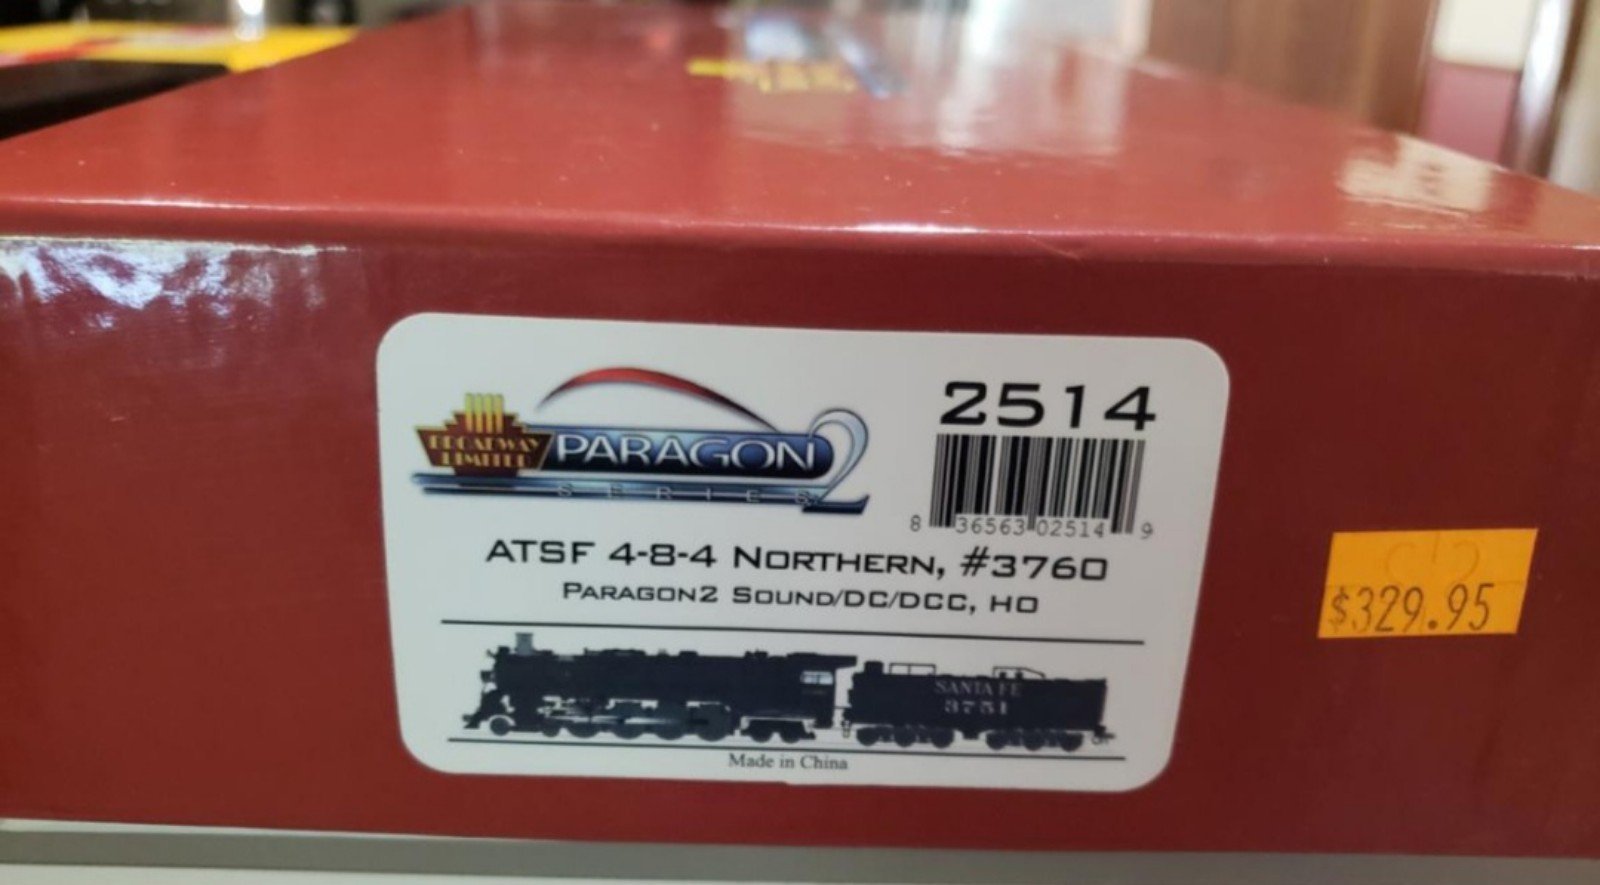 BROADWAY
LIMITED
PARAGON 2
SERIES
2514
8 36563 02514 9
ATSF 4-8-4 NORTHERN, #3760
PARAGON2 SOUND/DC/DCC, HO
SANTA FE
3751
Made in China
$329.95